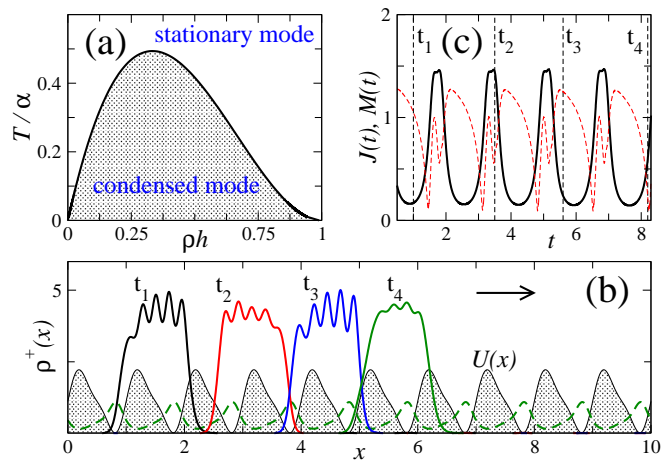 (a)
stationary mode
condensed mode
T/α
0.4
0.2
0
0 0.25 0.5 0.75 1
ρh
(c)
t1 t2 t3 t4
J(t), M(t)
2
1
0
2 4 6 8
t
(b)
t1 t2 t3 t4
U(x)
ρ+(x)
5
0 2 4 6 8 10
x